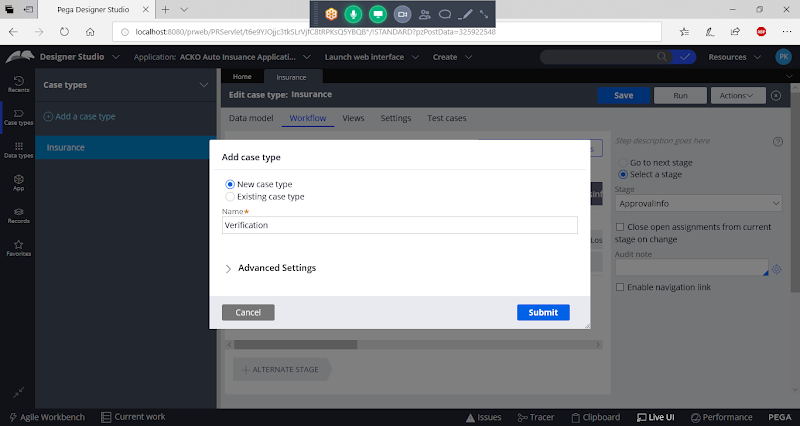 Pega Designer Studio
localhost:8080/prweb/PRServlet/t6e9YJOjjc3tkSLrVjfC8tRPKsQ5YBQB*/!STANDARD?pzPostData=325922548
Designer Studio
Application: ACKO Auto Insuance Applicati...
Launch web interface
Create
Resources
PK
Recents
Case types
Data types
App
Records
Favorites
Case types
Add a case type
Insurance
Home
Insurance
Edit case type: Insurance
Save
Run
Actions
Data model
Workflow
Views
Settings
Test cases
Add case type
New case type
Existing case type
Name★
Verification
Advanced Settings
Cancel
Submit
Los
Step description goes here
Go to next stage
Select a stage
Stage
ApprovalInfo
Close open assignments from current
stage on change
Audit note
Enable navigation link
+ ALTERNATE STAGE
Agile Workbench
Current work
Issues
Tracer
Clipboard
Live UI
Performance
PEGA